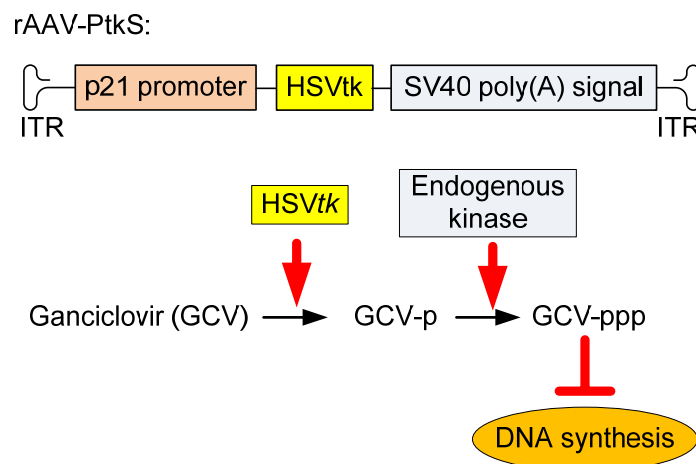 rAAV-PtkS:
p21 promoter HSVtk SV40 poly(A) signal
ITR ITR
HSVtk
Endogenous
kinase
Ganciclovir (GCV) GCV-p GCV-ppp
DNA synthesis